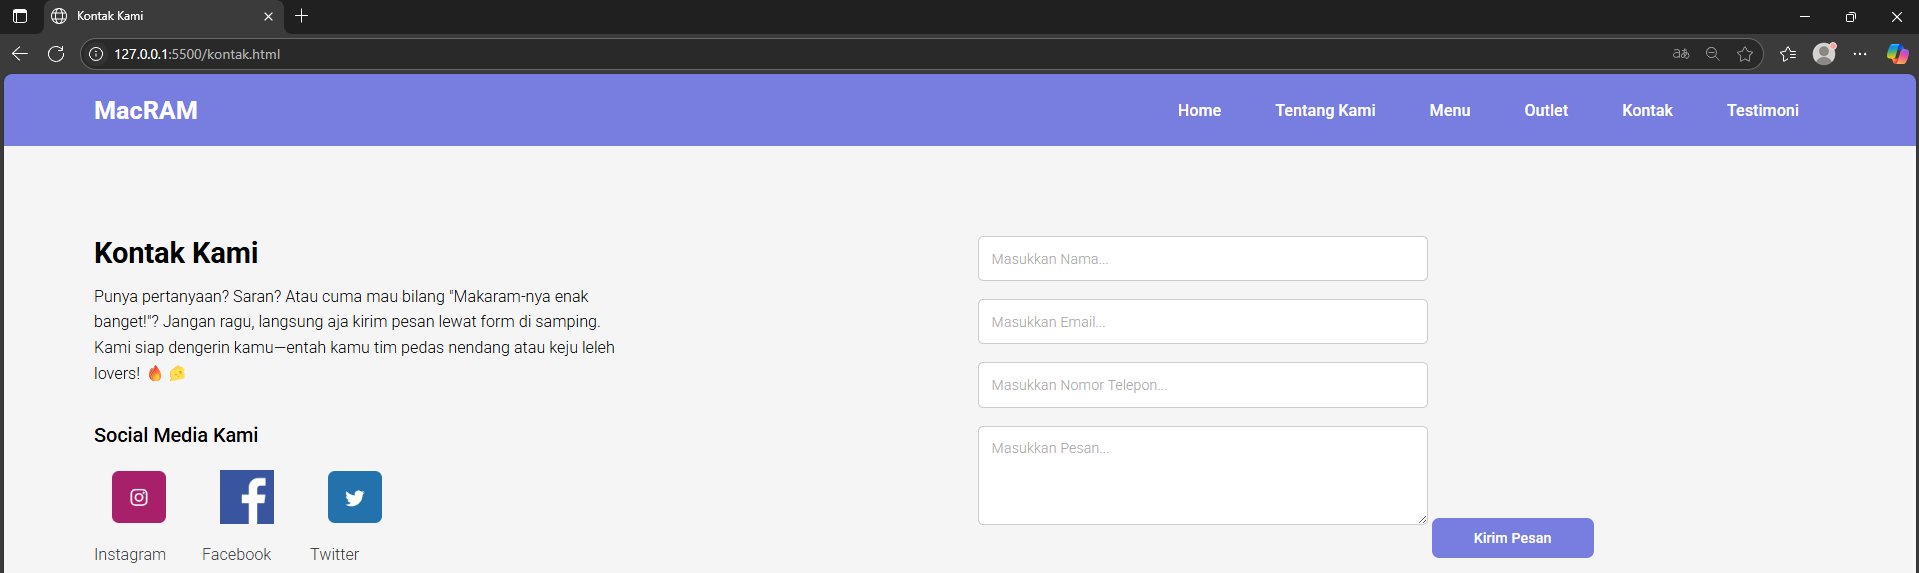 Kontak Kami
127.0.0.1:5500/kontak.html
MacRAM
Home
Tentang Kami
Menu
Outlet
Kontak
Testimoni
Kontak Kami
Punya pertanyaan? Saran? Atau cuma mau bilang "Makaram-nya enak
banget!"? Jangan ragu, langsung aja kirim pesan lewat form di samping.
Kami siap dengerin kamu—entah kamu tim pedas nendang atau keju leleh
lovers! 🔥 🧀
Social Media Kami
Instagram
Facebook
Twitter
Masukkan Nama...
Masukkan Email...
Masukkan Nomor Telepon...
Masukkan Pesan...
Kirim Pesan